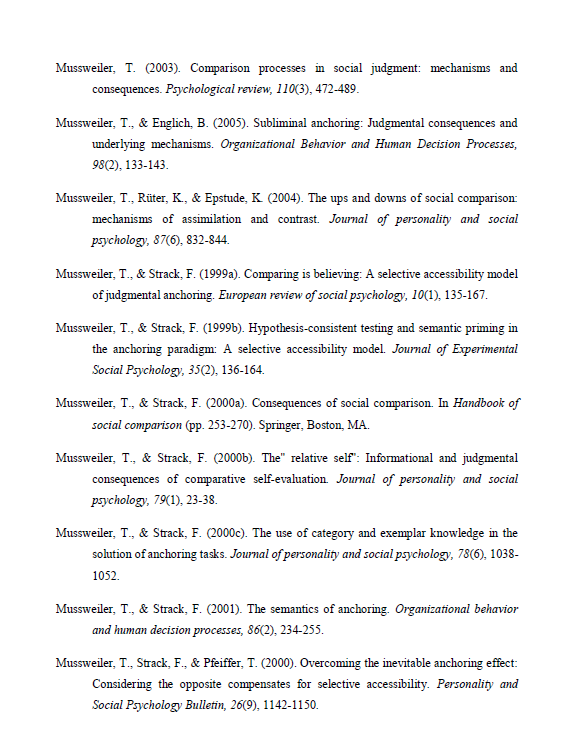 Mussweiler, T. (2003). Comparison processes in social judgment: mechanisms and
consequences. Psychological review, 110(3), 472-489.
Mussweiler, T., & Englich, B. (2005). Subliminal anchoring: Judgmental consequences and
underlying mechanisms. Organizational Behavior and Human Decision Processes,
98(2), 133-143.
Mussweiler, T., Rüter, K., & Epstude, K. (2004). The ups and downs of social comparison:
mechanisms of assimilation and contrast. Journal of personality and social
psychology, 87(6), 832-844.
Mussweiler, T., & Strack, F. (1999a). Comparing is believing: A selective accessibility model
of judgmental anchoring. European review of social psychology, 10(1), 135-167.
Mussweiler, T., & Strack, F. (1999b). Hypothesis-consistent testing and semantic priming in
the anchoring paradigm: A selective accessibility model. Journal of Experimental
Social Psychology, 35(2), 136-164.
Mussweiler, T., & Strack, F. (2000a). Consequences of social comparison. In Handbook of
social comparison (pp. 253-270). Springer, Boston, MA.
Mussweiler, T., & Strack, F. (2000b). The" relative self": Informational and judgmental
consequences of comparative self-evaluation. Journal of personality and social
psychology, 79(1), 23-38.
Mussweiler, T., & Strack, F. (2000c). The use of category and exemplar knowledge in the
solution of anchoring tasks. Journal of personality and social psychology, 78(6), 1038-
1052.
Mussweiler, T., & Strack, F. (2001). The semantics of anchoring. Organizational behavior
and human decision processes, 86(2), 234-255.
Mussweiler, T., Strack, F., & Pfeiffer, T. (2000). Overcoming the inevitable anchoring effect:
Considering the opposite compensates for selective accessibility. Personality and
Social Psychology Bulletin, 26(9), 1142-1150.